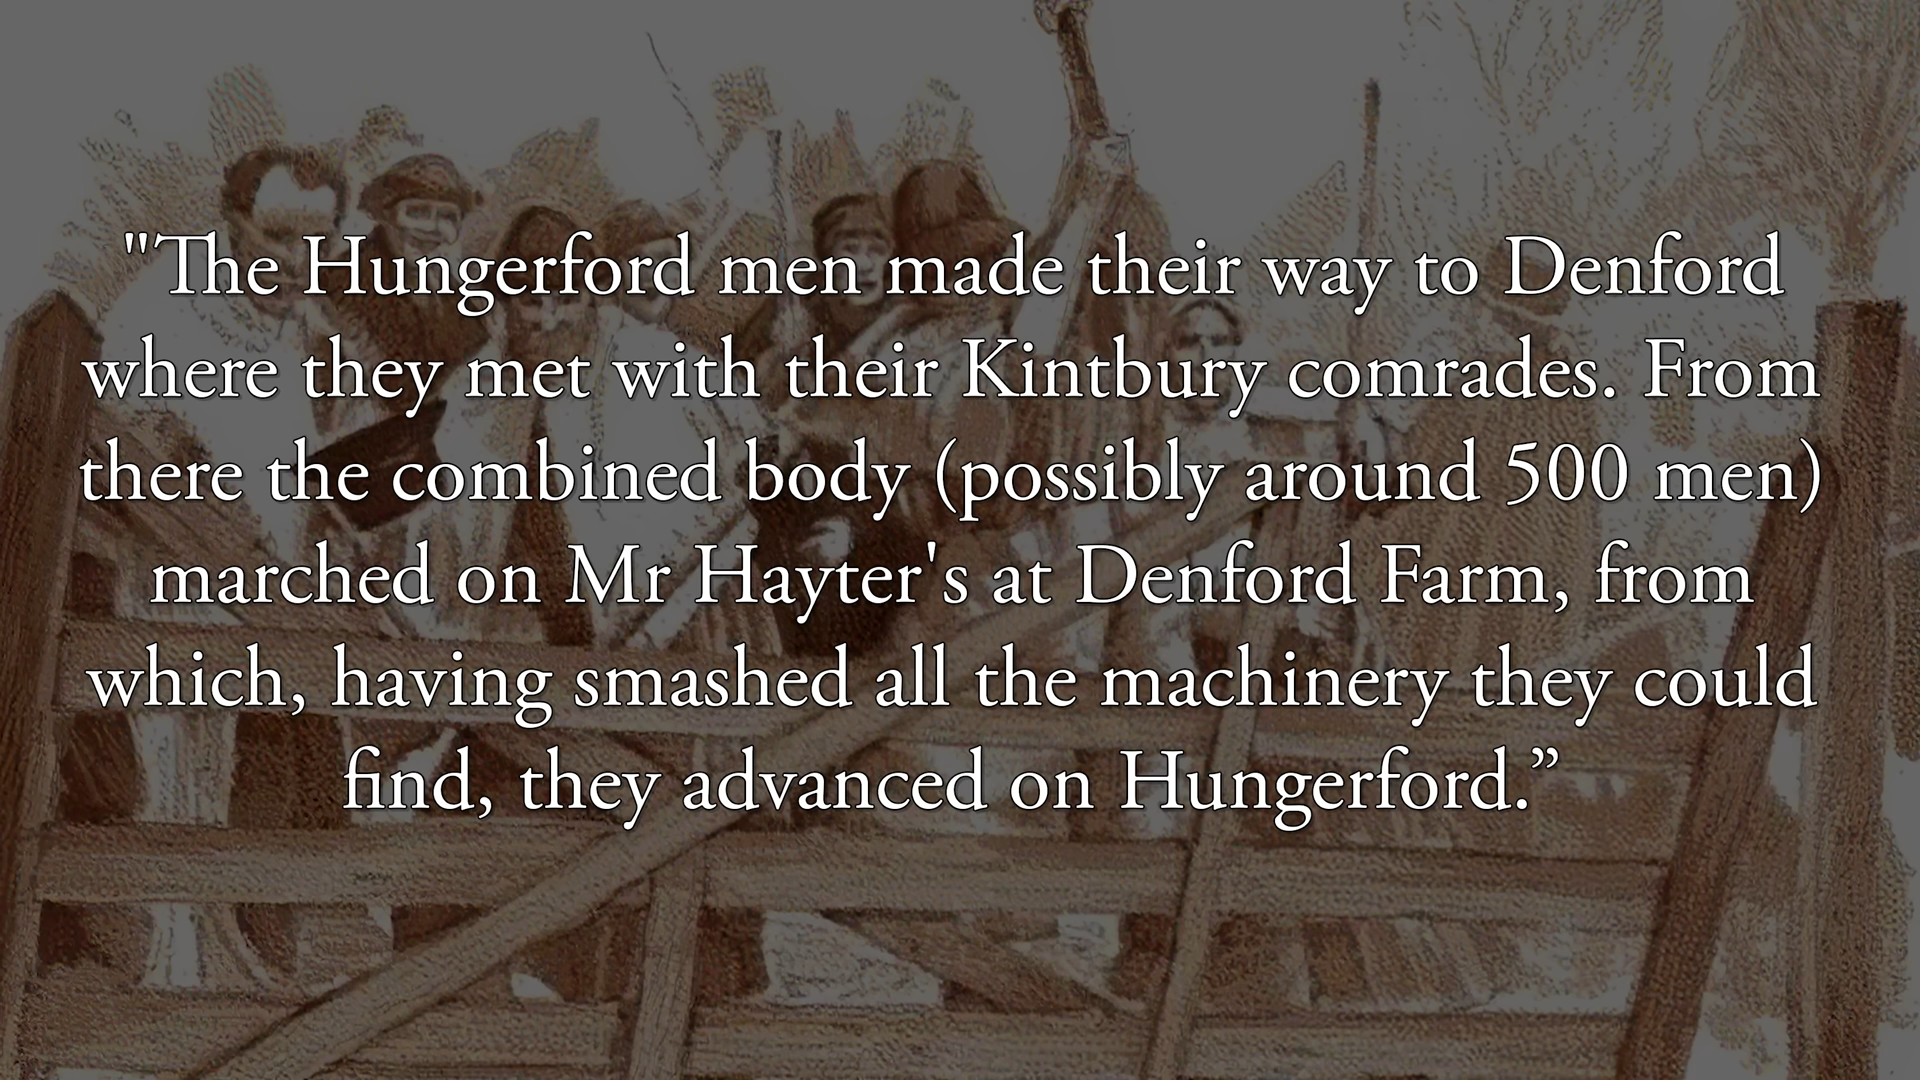 "The Hungerford men made their way to Denford
where they met with their Kintbury comrades. From
there the combined body (possibly around 500 men)
marched on Mr Hayter's at Denford Farm, from
which, having smashed all the machinery they could
find, they advanced on Hungerford.”